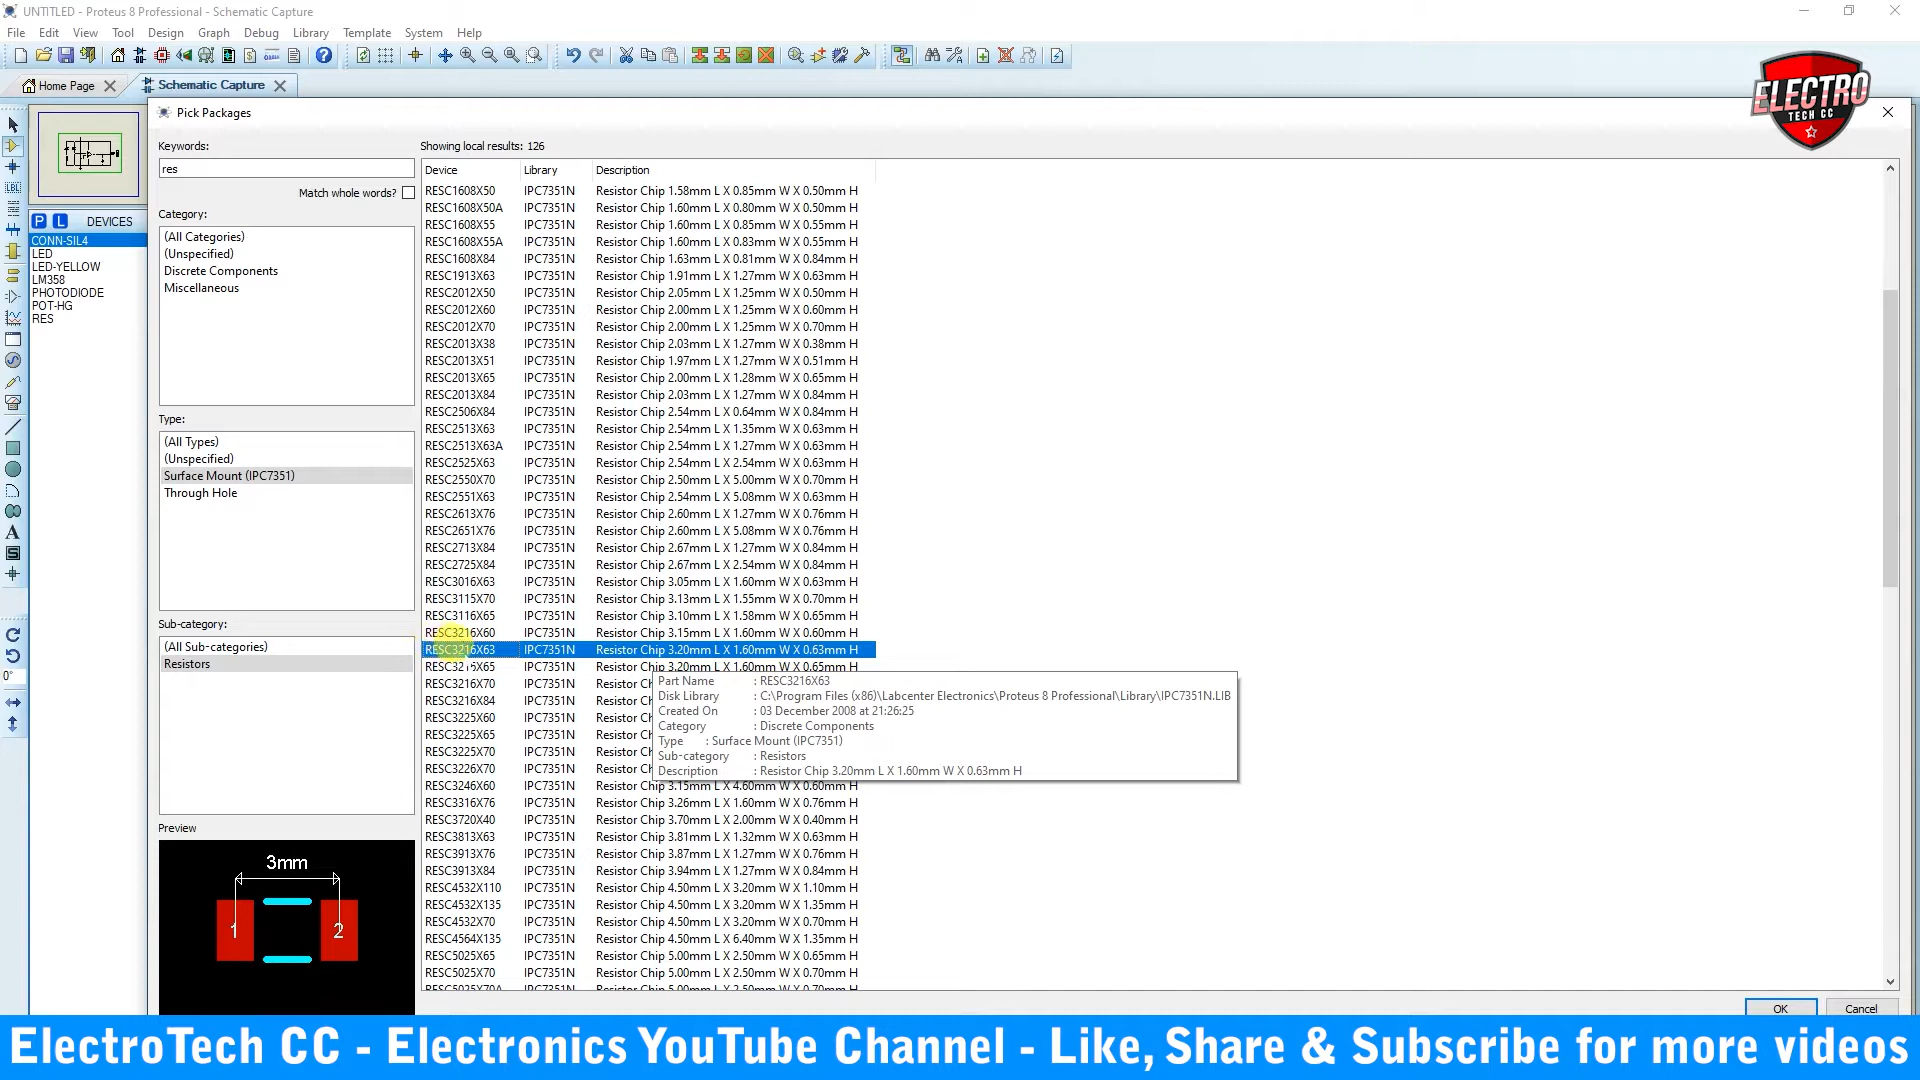 UNTITLED - Proteus 8 Professional - Schematic Capture
File Edit View Tool Design Graph Debug Library Template System Help
Home Page Schematic Capture
ELECTRO
TECH CC
Pick Packages
P L DEVICES
CONN-SIL4
LED
LED-YELLOW
LM358
PHOTODIODE
POT-HG
RES
LBL
A
S
0°
Keywords:
res
Match whole words?
Category:
(All Categories)
(Unspecified)
Discrete Components
Miscellaneous
Type:
(All Types)
(Unspecified)
Surface Mount (IPC7351)
Through Hole
Sub-category:
(All Sub-categories)
Resistors
Preview
3mm
1 2
Showing local results: 126
Device Library Description
RESC1608X50 IPC7351N Resistor Chip 1.58mm L X 0.85mm W X 0.50mm H
RESC1608X50A IPC7351N Resistor Chip 1.60mm L X 0.80mm W X 0.50mm H
RESC1608X55 IPC7351N Resistor Chip 1.60mm L X 0.85mm W X 0.55mm H
RESC1608X55A IPC7351N Resistor Chip 1.60mm L X 0.83mm W X 0.55mm H
RESC1608X84 IPC7351N Resistor Chip 1.63mm L X 0.81mm W X 0.84mm H
RESC1913X63 IPC7351N Resistor Chip 1.91mm L X 1.27mm W X 0.63mm H
RESC2012X50 IPC7351N Resistor Chip 2.05mm L X 1.25mm W X 0.50mm H
RESC2012X60 IPC7351N Resistor Chip 2.00mm L X 1.25mm W X 0.60mm H
RESC2012X70 IPC7351N Resistor Chip 2.00mm L X 1.25mm W X 0.70mm H
RESC2013X38 IPC7351N Resistor Chip 2.03mm L X 1.27mm W X 0.38mm H
RESC2013X51 IPC7351N Resistor Chip 1.97mm L X 1.27mm W X 0.51mm H
RESC2013X65 IPC7351N Resistor Chip 2.00mm L X 1.28mm W X 0.65mm H
RESC2013X84 IPC7351N Resistor Chip 2.03mm L X 1.27mm W X 0.84mm H
RESC2506X84 IPC7351N Resistor Chip 2.54mm L X 0.64mm W X 0.84mm H
RESC2513X63 IPC7351N Resistor Chip 2.54mm L X 1.35mm W X 0.63mm H
RESC2513X63A IPC7351N Resistor Chip 2.54mm L X 1.27mm W X 0.63mm H
RESC2525X63 IPC7351N Resistor Chip 2.54mm L X 2.54mm W X 0.63mm H
RESC2550X70 IPC7351N Resistor Chip 2.50mm L X 5.00mm W X 0.70mm H
RESC2551X63 IPC7351N Resistor Chip 2.54mm L X 5.08mm W X 0.63mm H
RESC2613X76 IPC7351N Resistor Chip 2.60mm L X 1.27mm W X 0.76mm H
RESC2651X76 IPC7351N Resistor Chip 2.60mm L X 5.08mm W X 0.76mm H
RESC2713X84 IPC7351N Resistor Chip 2.67mm L X 1.27mm W X 0.84mm H
RESC2725X84 IPC7351N Resistor Chip 2.67mm L X 2.54mm W X 0.84mm H
RESC3016X63 IPC7351N Resistor Chip 3.05mm L X 1.60mm W X 0.63mm H
RESC3115X70 IPC7351N Resistor Chip 3.13mm L X 1.55mm W X 0.70mm H
RESC3116X65 IPC7351N Resistor Chip 3.10mm L X 1.58mm W X 0.65mm H
RESC3216X60 IPC7351N Resistor Chip 3.15mm L X 1.60mm W X 0.60mm H
RESC3216X63 IPC7351N Resistor Chip 3.20mm L X 1.60mm W X 0.63mm H
RESC3216X65 IPC7351N Resistor Chip 3.20mm L X 1.60mm W X 0.65mm H
RESC3216X70 IPC7351N
RESC3216X84 IPC7351N
RESC3225X60 IPC7351N
RESC3225X65 IPC7351N
RESC3225X70 IPC7351N
RESC3226X70 IPC7351N
RESC3246X60 IPC7351N Resistor Chip 3.15mm L X 4.60mm W X 0.60mm H
RESC3316X76 IPC7351N Resistor Chip 3.26mm L X 1.60mm W X 0.76mm H
RESC3720X40 IPC7351N Resistor Chip 3.70mm L X 2.00mm W X 0.40mm H
RESC3813X63 IPC7351N Resistor Chip 3.81mm L X 1.32mm W X 0.63mm H
RESC3913X76 IPC7351N Resistor Chip 3.87mm L X 1.27mm W X 0.76mm H
RESC3913X84 IPC7351N Resistor Chip 3.94mm L X 1.27mm W X 0.84mm H
RESC4532X110 IPC7351N Resistor Chip 4.50mm L X 3.20mm W X 1.10mm H
RESC4532X135 IPC7351N Resistor Chip 4.50mm L X 3.20mm W X 1.35mm H
RESC4532X70 IPC7351N Resistor Chip 4.50mm L X 3.20mm W X 0.70mm H
RESC4564X135 IPC7351N Resistor Chip 4.50mm L X 6.40mm W X 1.35mm H
RESC5025X65 IPC7351N Resistor Chip 5.00mm L X 2.50mm W X 0.65mm H
RESC5025X70 IPC7351N Resistor Chip 5.00mm L X 2.50mm W X 0.70mm H
RESC5025X70A IPC7351N Resistor Chip 5.00mm L X 2.50mm W X 0.70mm H
Part Name : RESC3216X63
Disk Library : C:\Program Files (x86)\Labcenter Electronics\Proteus 8 Professional\Library\IPC7351N.LIB
Created On : 03 December 2008 at 21:26:25
Category : Discrete Components
Type : Surface Mount (IPC7351)
Sub-category : Resistors
Description : Resistor Chip 3.20mm L X 1.60mm W X 0.63mm H
OK Cancel
ElectroTech CC - Electronics YouTube Channel - Like, Share & Subscribe for more videos